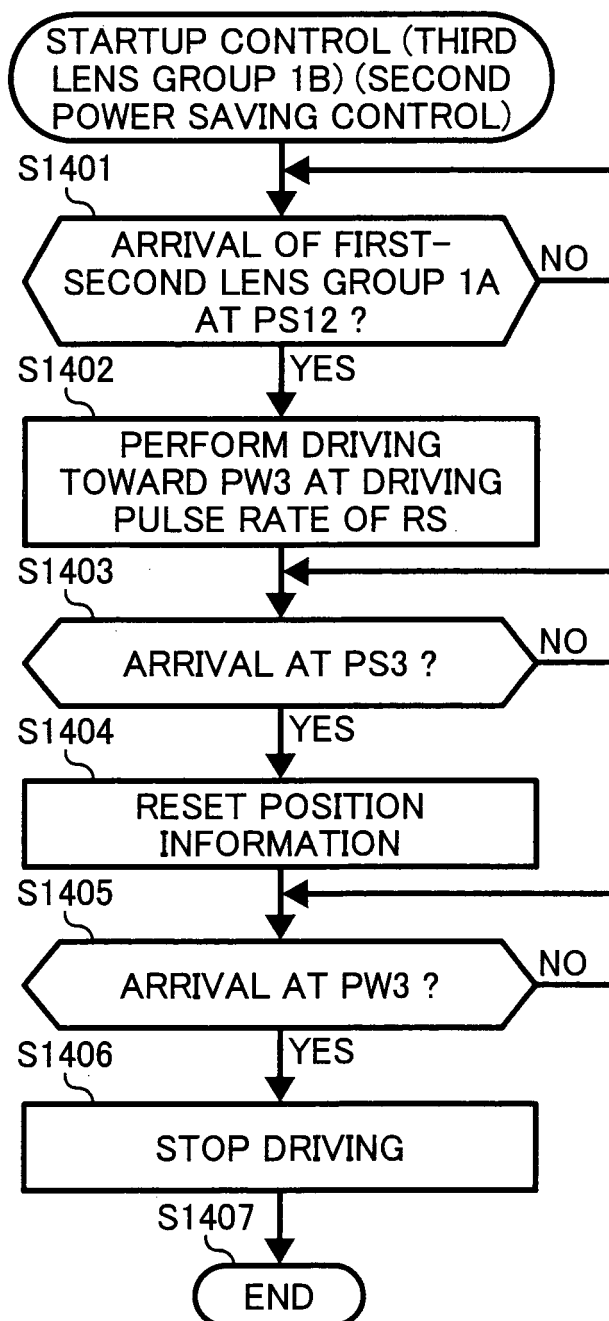 STARTUP CONTROL (THIRD
LENS GROUP 1B) (SECOND
POWER SAVING CONTROL)
S1401
ARRIVAL OF FIRST-
SECOND LENS GROUP 1A
AT PS12 ?
NO
YES
S1402
PERFORM DRIVING
TOWARD PW3 AT DRIVING
PULSE RATE OF RS
S1403
ARRIVAL AT PS3 ?
NO
YES
S1404
RESET POSITION
INFORMATION
S1405
ARRIVAL AT PW3 ?
NO
YES
S1406
STOP DRIVING
S1407
END